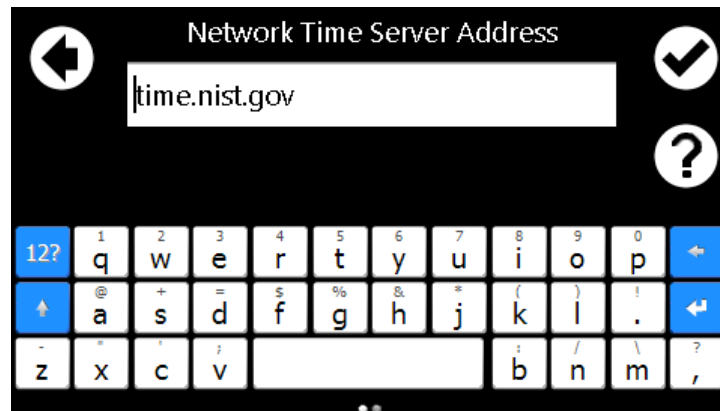 Network Time Server Address
time.nist.gov
?
1 2 3 4 5 6 7 8 9 0
12? q w e r t y u i o p
@ + = $ % & * ( ) !
a s d f g h j k l .
- " ' ; : / \ ?
z x c v b n m ,